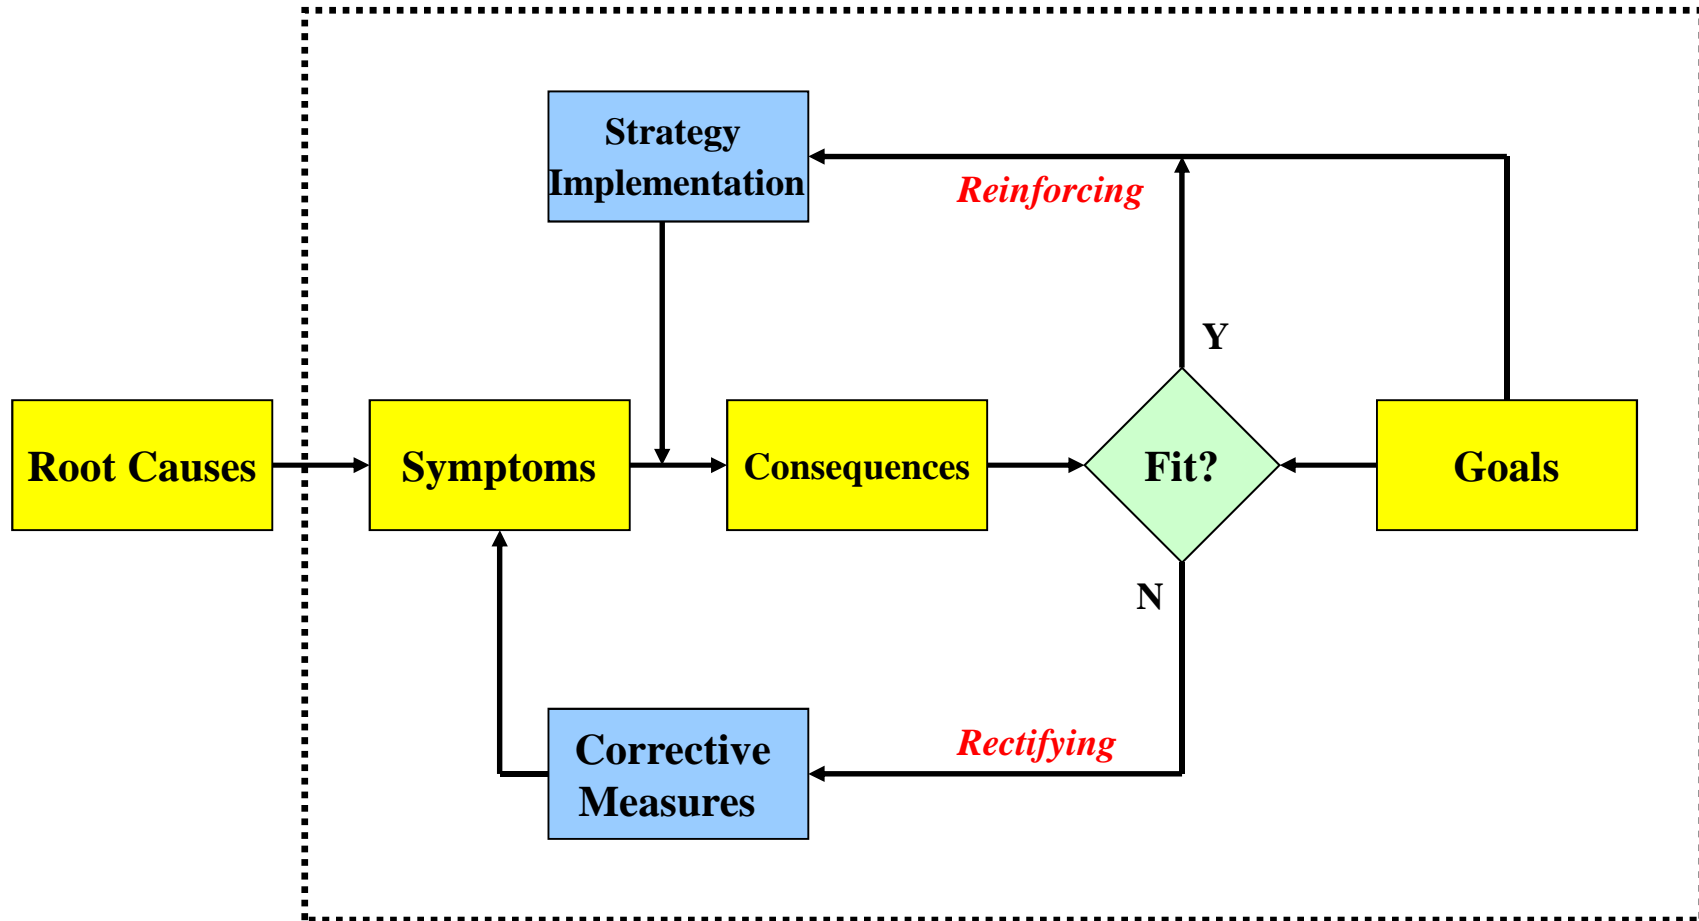 Strategy
Implementation
Reinforcing
Y
Root Causes
Symptoms
Consequences
Fit?
Goals
N
Rectifying
Corrective
Measures